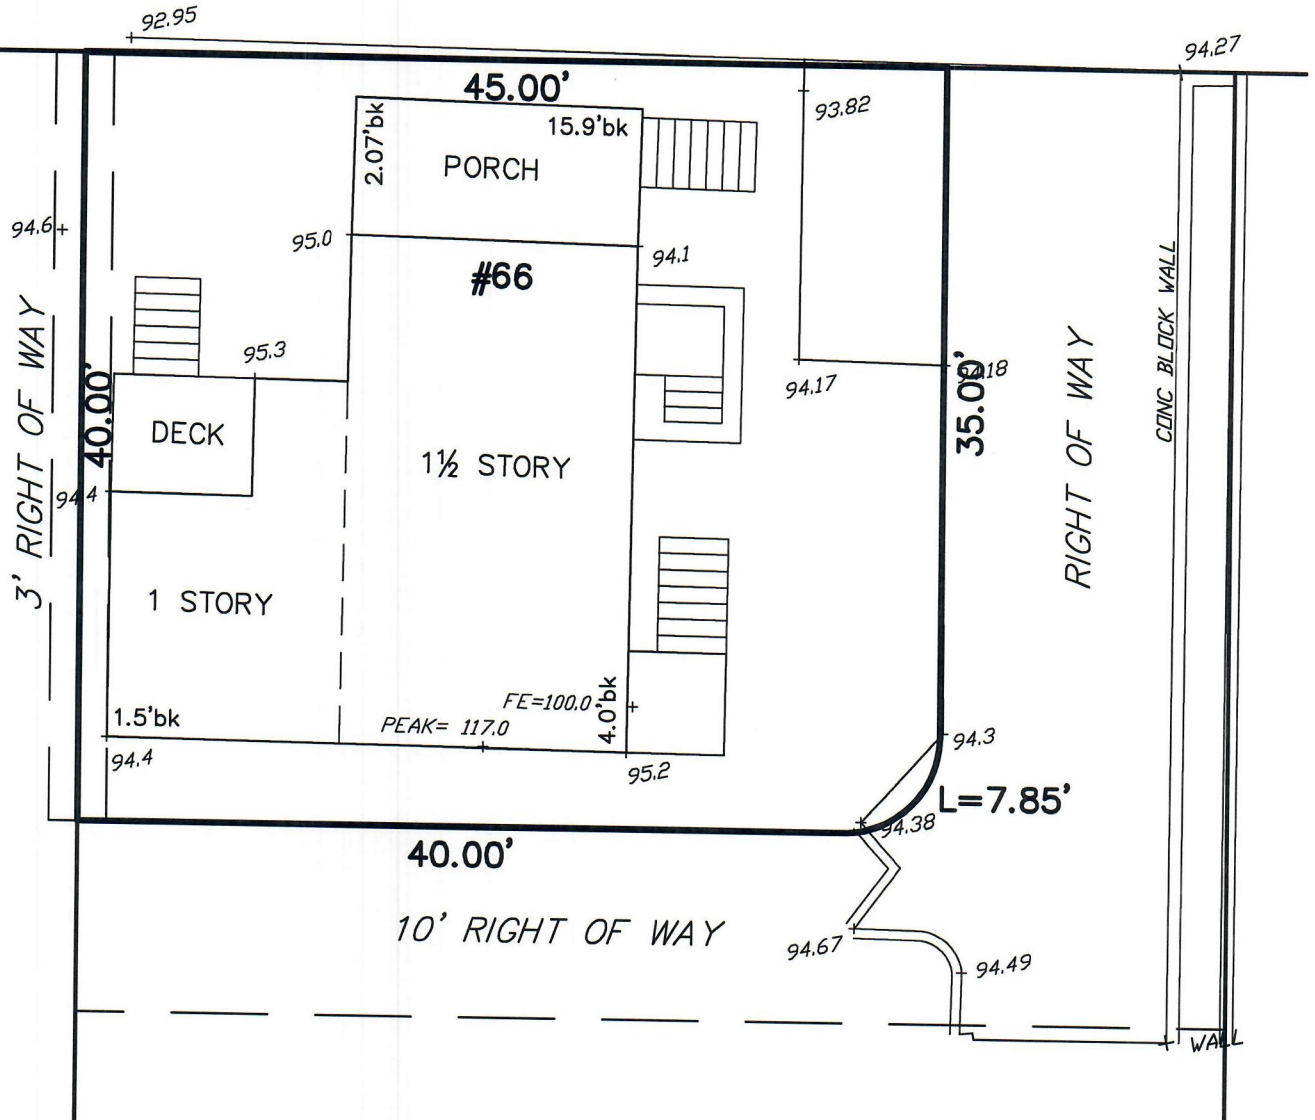 92.95
94.27
45.00'
93.82
2.07'bk
15.9'bk
PORCH
94.6
95.0
94.1
#66
CONC BLOCK WALL
3' RIGHT OF WAY
40.00'
95.3
94.17
94.18
35.00'
RIGHT OF WAY
DECK
1½ STORY
94.4
1 STORY
FE=100.0
4.0'bk
1.5'bk
PEAK= 117.0
94.3
94.4
95.2
L=7.85'
94.38
40.00'
10' RIGHT OF WAY
94.67
94.49
WALL